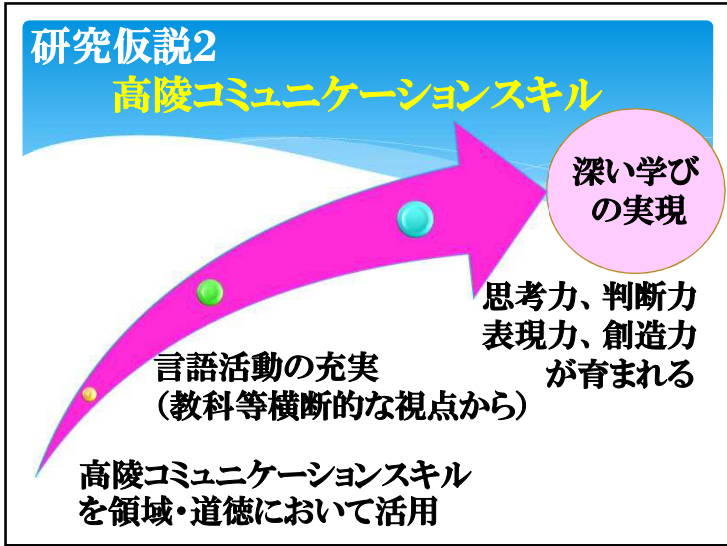 研究仮説2
高陵コミュニケーションスキル
深い学び
の実現
思考力、判断力
表現力、創造力
が育まれる
言語活動の充実
（教科等横断的な視点から）
高陵コミュニケーションスキル
を領域・道徳において活用